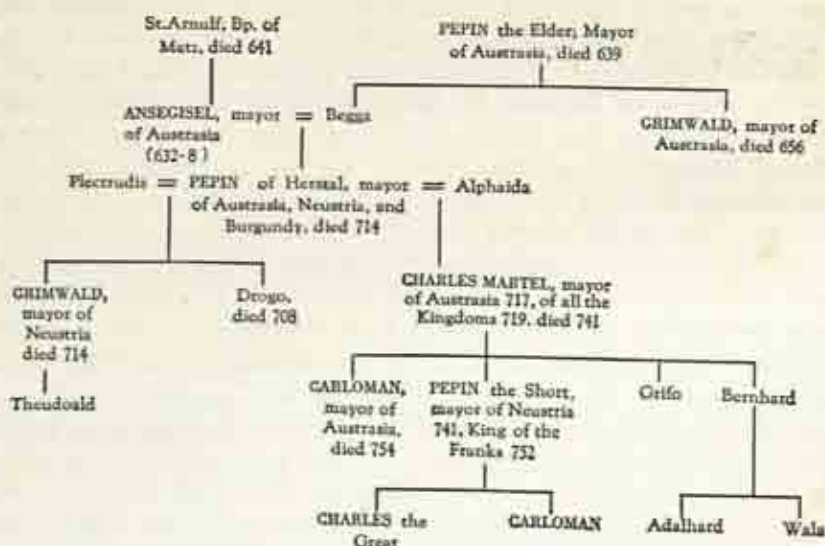 St. Arnulf, Bp. of
Metz, died 641
PEPIN the Elder, Mayor
of Austrasia, died 639
ANSEGISEL, mayor = Begga
of Austrasia
(632-8)
GRIMWALD, mayor of
Austrasia, died 656
Plectrudis = PEPIN of Herstal, mayor = Alphaida
of Austrasia, Neustria, and
Burgundy, died 714
GRIMWALD,
mayor of
Neustria
died 714
Drogo,
died 708
CHARLES MARTEL, mayor
of Austrasia 717, of all the
Kingdoms 719. died 741
Theudoald
CARLOMAN,
mayor of
Austrasia,
died 754
PEPIN the Short,
mayor of Neustria
741, King of the
Franks 752
Grifo
Bernhard
CHARLES the
Great
CARLOMAN
Adalhard
Wala